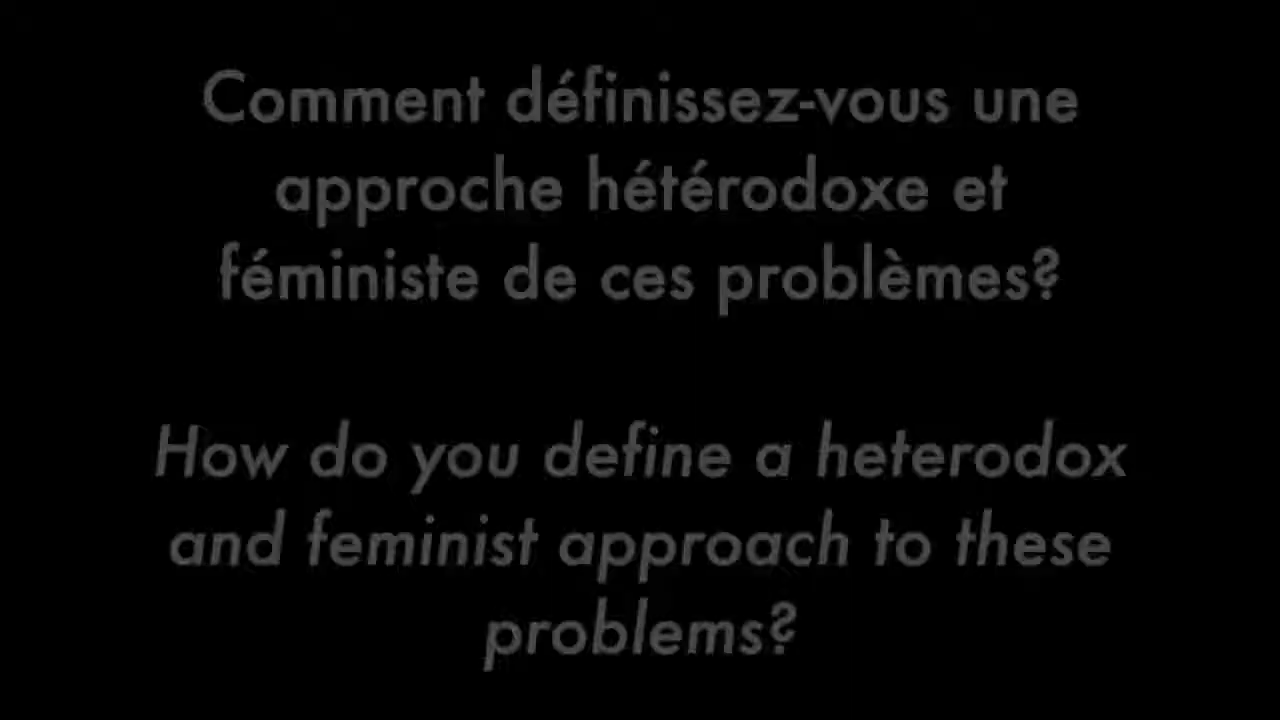 Comment définissez-vous une
approche hétérodoxe et
féministe de ces problèmes?
How do you define a heterodox
and feminist approach to these
problems?